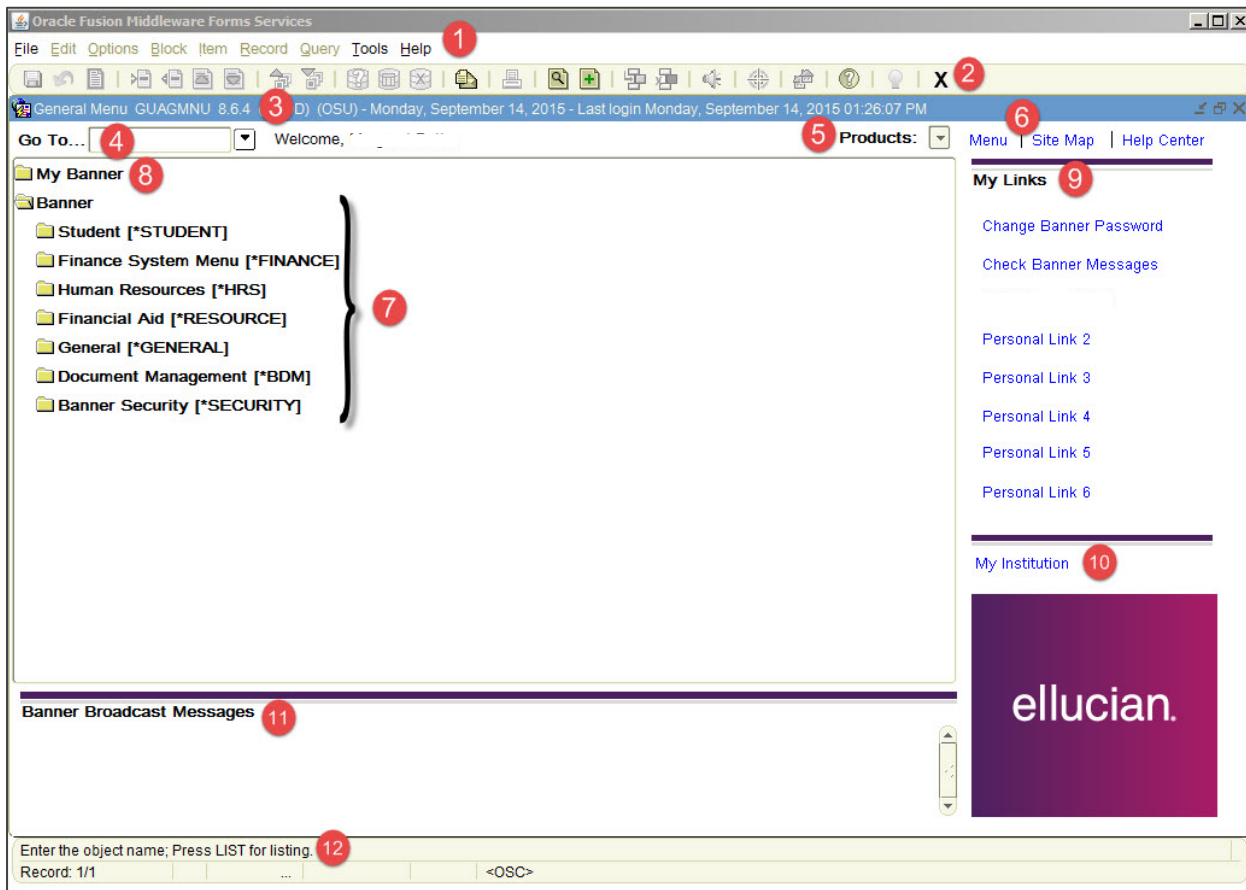 Oracle Fusion Middleware Forms Services
File Edit Options Block Item Record Query Tools Help 1
X 2
General Menu GUAGMNU 8.6.4 3 D) (OSU) - Monday, September 14, 2015 - Last login Monday, September 14, 2015 01:26:07 PM
Go To... 4 Welcome, 5 Products: 6 Menu | Site Map | Help Center
My Banner 8
Banner
Student [*STUDENT]
Finance System Menu [*FINANCE]
Human Resources [*HRS]
Financial Aid [*RESOURCE]
General [*GENERAL]
Document Management [*BDM]
Banner Security [*SECURITY]
7
My Links 9
Change Banner Password
Check Banner Messages
Personal Link 2
Personal Link 3
Personal Link 4
Personal Link 5
Personal Link 6
My Institution 10
ellucian.
Banner Broadcast Messages 11
Enter the object name; Press LIST for listing. 12
Record: 1/1 ... <OSC>